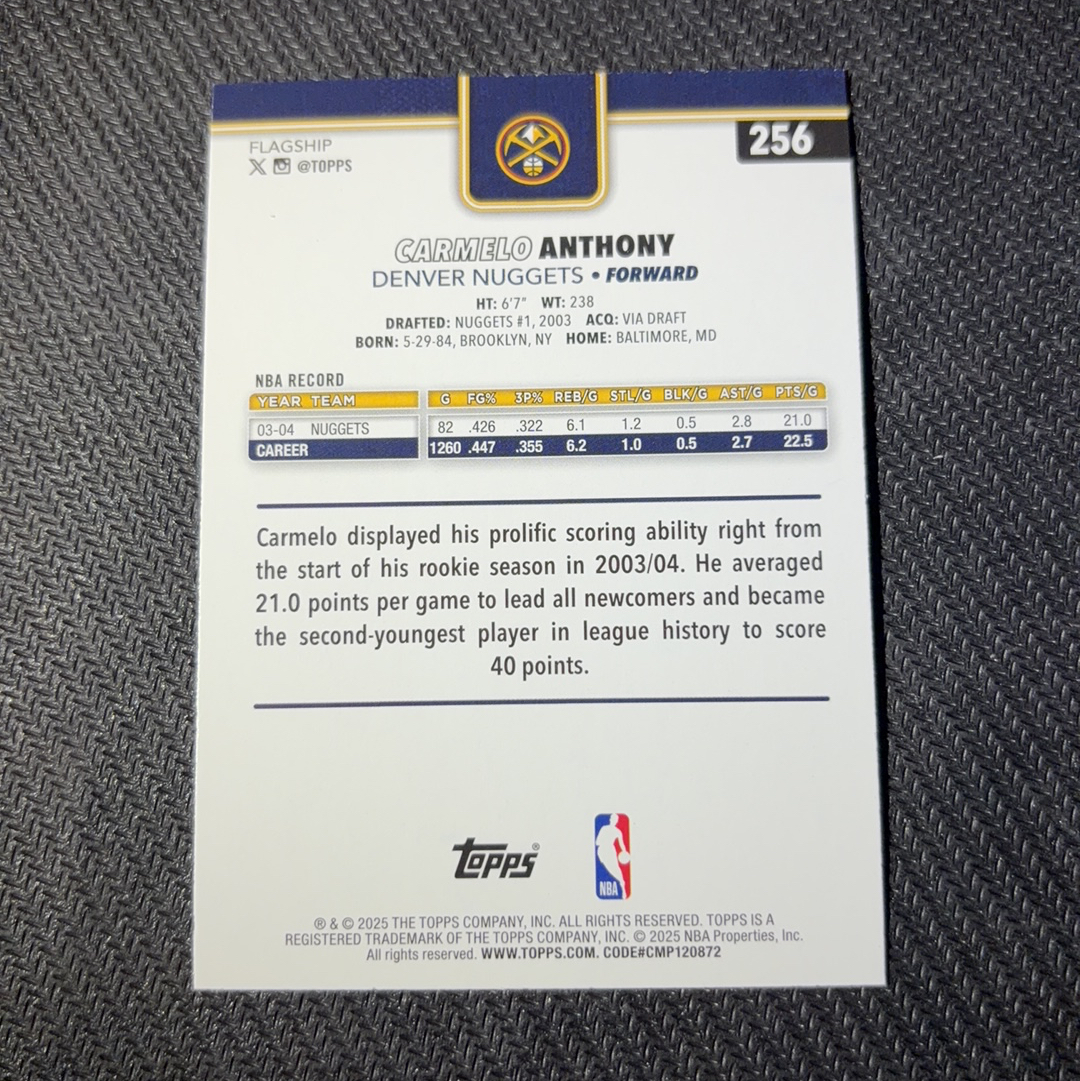 FLAGSHIP
X @TOPPS
256
CARMELO ANTHONY
DENVER NUGGETS • FORWARD
HT: 6'7" WT: 238
DRAFTED: NUGGETS #1, 2003 ACQ: VIA DRAFT
BORN: 5-29-84, BROOKLYN, NY HOME: BALTIMORE, MD
NBA RECORD
YEAR TEAM G FG% 3P% REB/G STL/G BLK/G AST/G PTS/G
03-04 NUGGETS 82 .426 .322 6.1 1.2 0.5 2.8 21.0
CAREER 1260 .447 .355 6.2 1.0 0.5 2.7 22.5
Carmelo displayed his prolific scoring ability right from
the start of his rookie season in 2003/04. He averaged
21.0 points per game to lead all newcomers and became
the second-youngest player in league history to score
40 points.
Topps®
NBA
® & © 2025 THE TOPPS COMPANY, INC. ALL RIGHTS RESERVED. TOPPS IS A
REGISTERED TRADEMARK OF THE TOPPS COMPANY, INC. © 2025 NBA Properties, Inc.
All rights reserved. WWW.TOPPS.COM. CODE#CMP120872